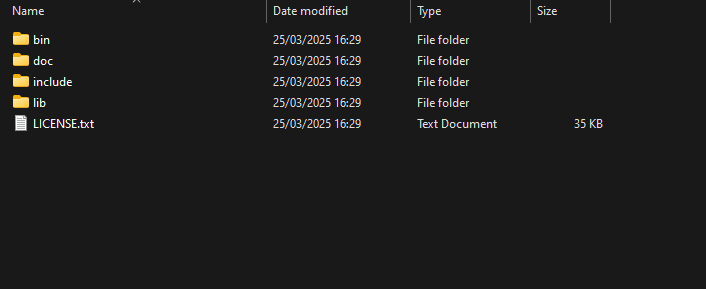 Name Date modified Type Size
bin 25/03/2025 16:29 File folder
doc 25/03/2025 16:29 File folder
include 25/03/2025 16:29 File folder
lib 25/03/2025 16:29 File folder
LICENSE.txt 25/03/2025 16:29 Text Document 35 KB